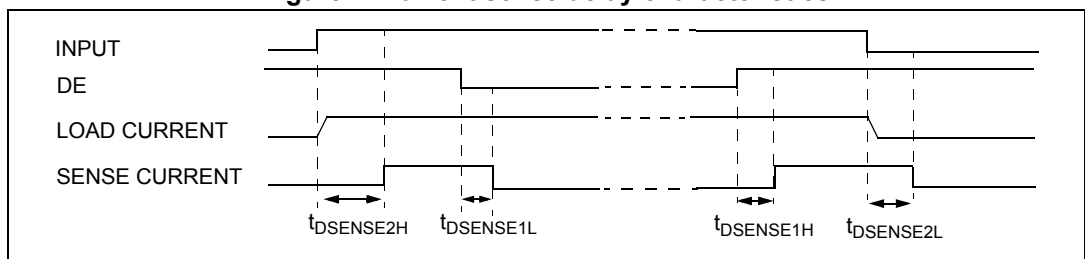 INPUT
DE
LOAD CURRENT
SENSE CURRENT
tDSENSE2H tDSENSE1L tDSENSE1H tDSENSE2L